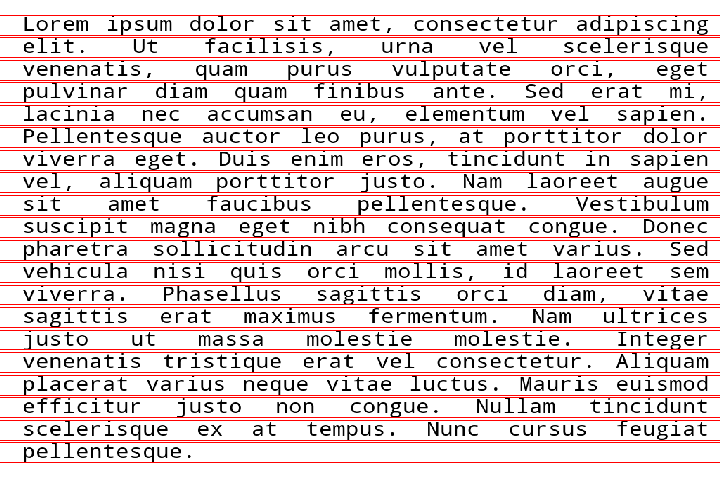 Lorem ipsum dolor sit amet, consectetur adipiscing
elit. Ut facilisis, urna vel scelerisque
venenatis, quam purus vulputate orci, eget
pulvinar diam quam finibus ante. Sed erat mi,
lacinia nec accumsan eu, elementum vel sapien.
Pellentesque auctor leo purus, at porttitor dolor
viverra eget. Duis enim eros, tincidunt in sapien
vel, aliquam porttitor justo. Nam laoreet augue
sit amet faucibus pellentesque. Vestibulum
suscipit magna eget nibh consequat congue. Donec
pharetra sollicitudin arcu sit amet varius. Sed
vehicula nisi quis orci mollis, id laoreet sem
viverra. Phasellus sagittis orci diam, vitae
sagittis erat maximus fermentum. Nam ultrices
justo ut massa molestie molestie. Integer
venenatis tristique erat vel consectetur. Aliquam
placerat varius neque vitae luctus. Mauris euismod
efficitur justo non congue. Nullam tincidunt
scelerisque ex at tempus. Nunc cursus feugiat
pellentesque.